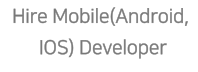 Hire Mobile(Android,
IOS) Developer